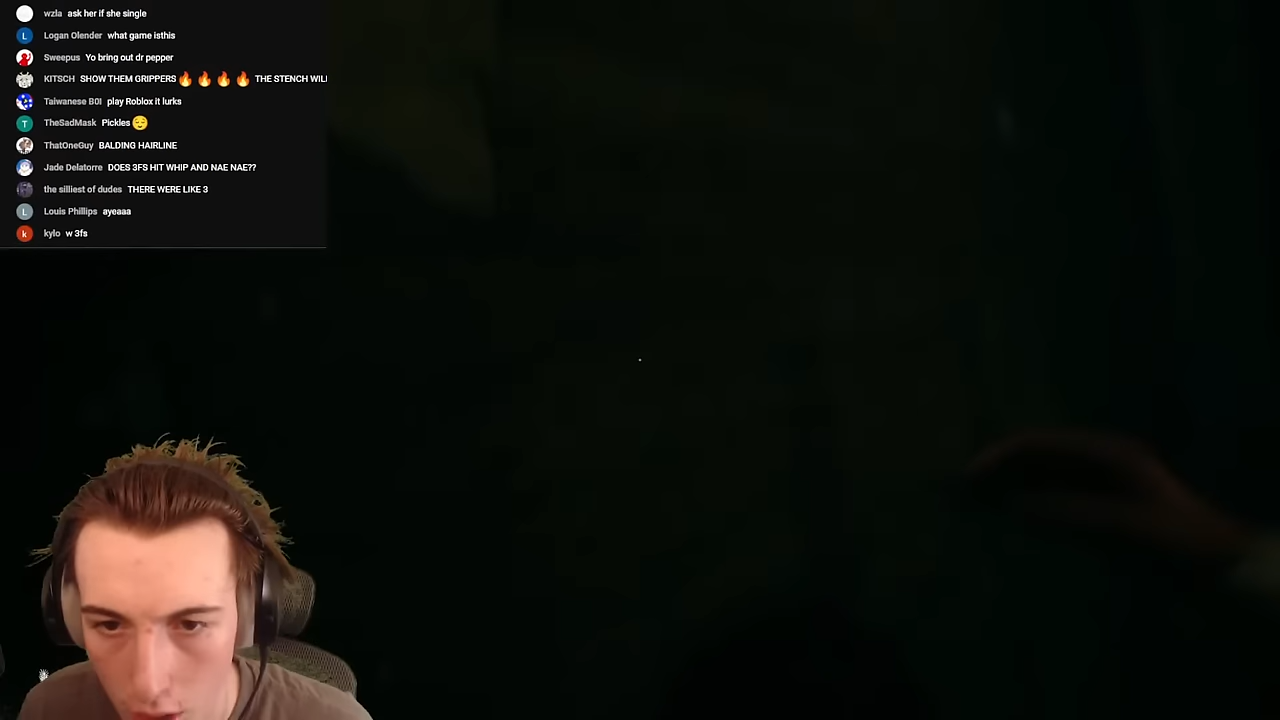 wzla ask her if she single
L Logan Olender what game isthis
Sweepus Yo bring out dr pepper
KITSCH SHOW THEM GRIPPERS🔥🔥🔥🔥 THE STENCH WILL
Taiwanese B0I play Roblox it lurks
T TheSadMask Pickles😌
ThatOneGuy BALDING HAIRLINE
Jade Delatorre DOES 3FS HIT WHIP AND NAE NAE??
the silliest of dudes THERE WERE LIKE 3
L Louis Phillips ayeaaa
k kylo w 3fs